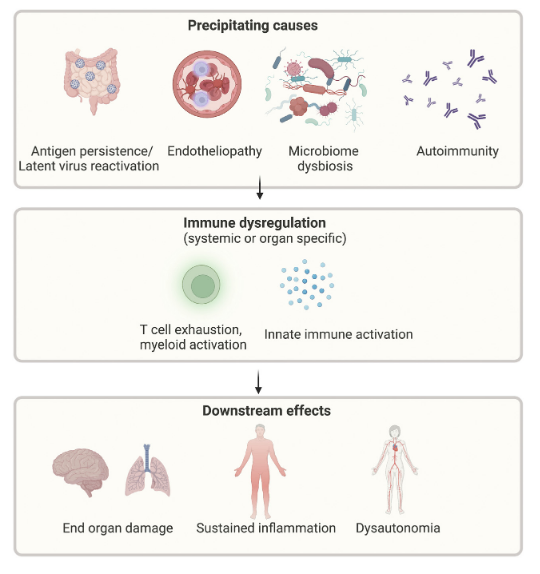 Precipitating causes
Antigen persistence/
Latent virus reactivation
Endotheliopathy
Microbiome
dysbiosis
Autoimmunity
Immune dysregulation
(systemic or organ specific)
T cell exhaustion,
myeloid activation
Innate immune activation
Downstream effects
End organ damage
Sustained inflammation
Dysautonomia